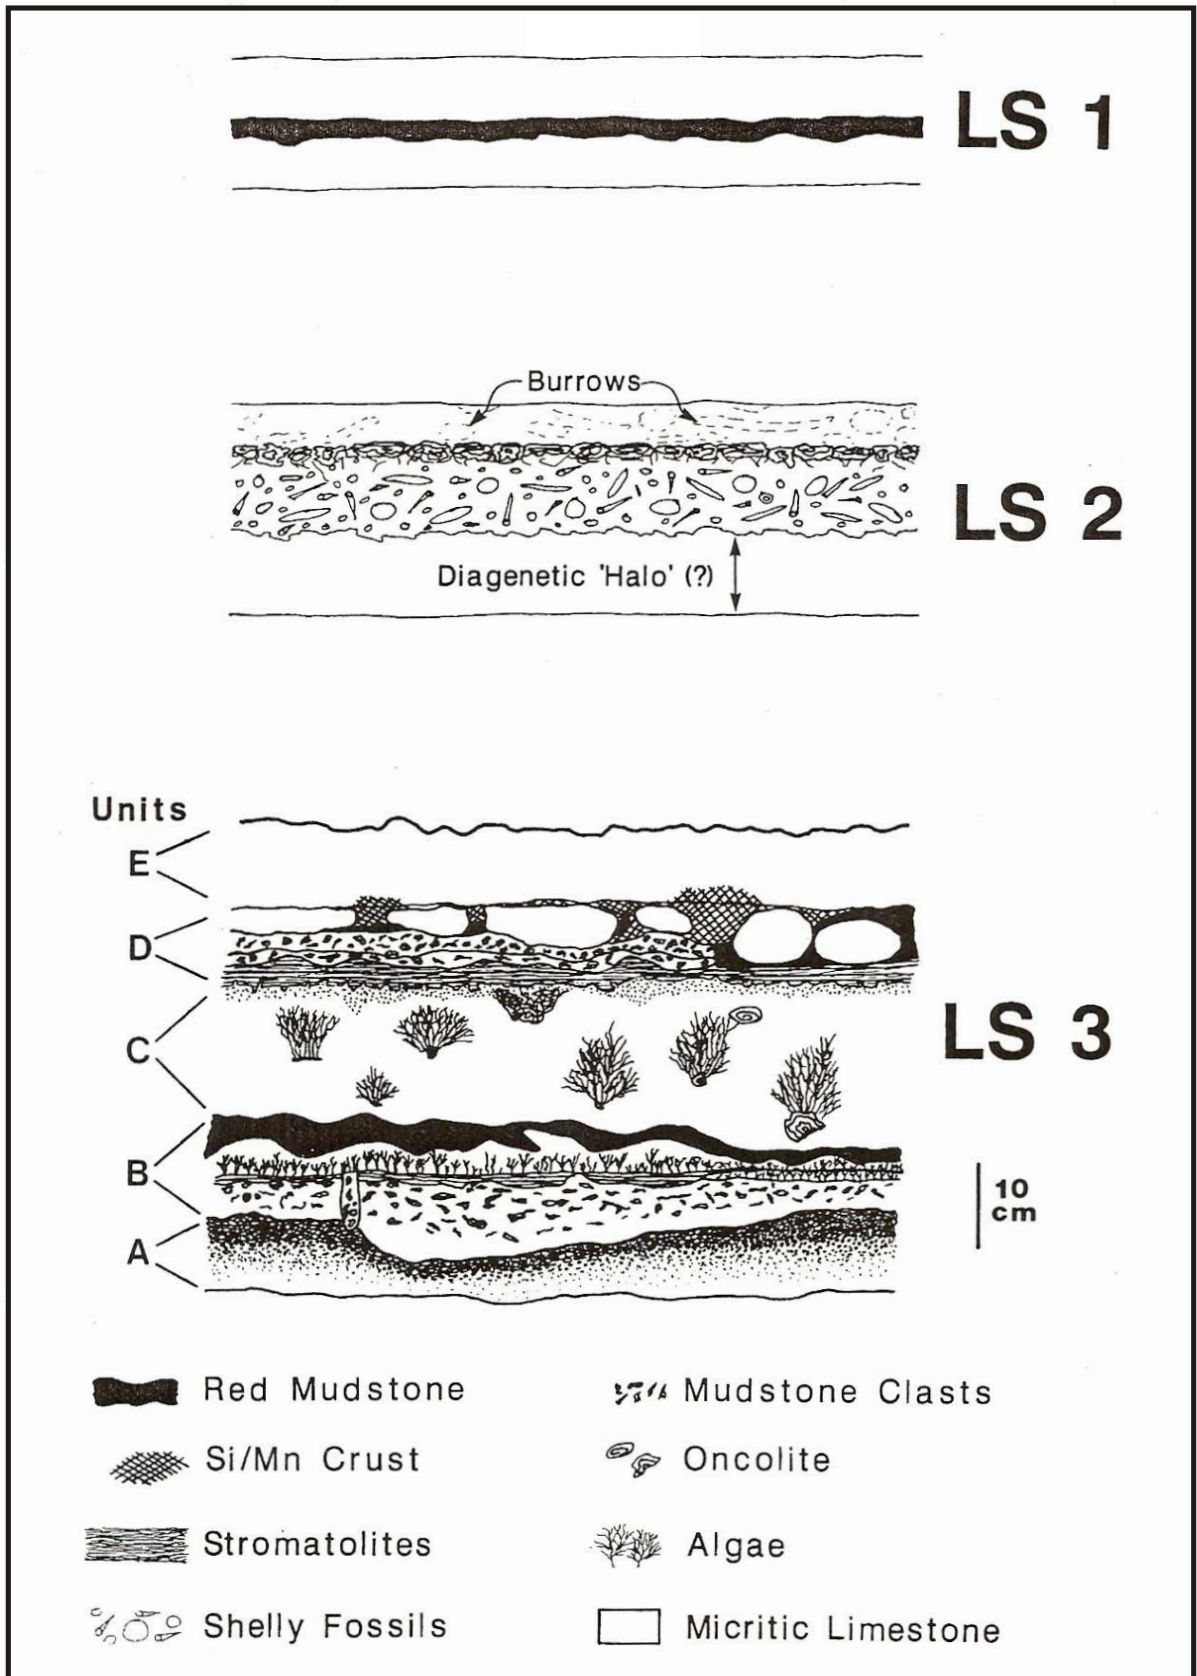 LS 1
Burrows
LS 2
Diagenetic 'Halo' (?)
Units
E
D
C
LS 3
B
A
10
cm
Red Mudstone
Mudstone Clasts
Si/Mn Crust
Oncolite
Stromatolites
Algae
Shelly Fossils
Micritic Limestone